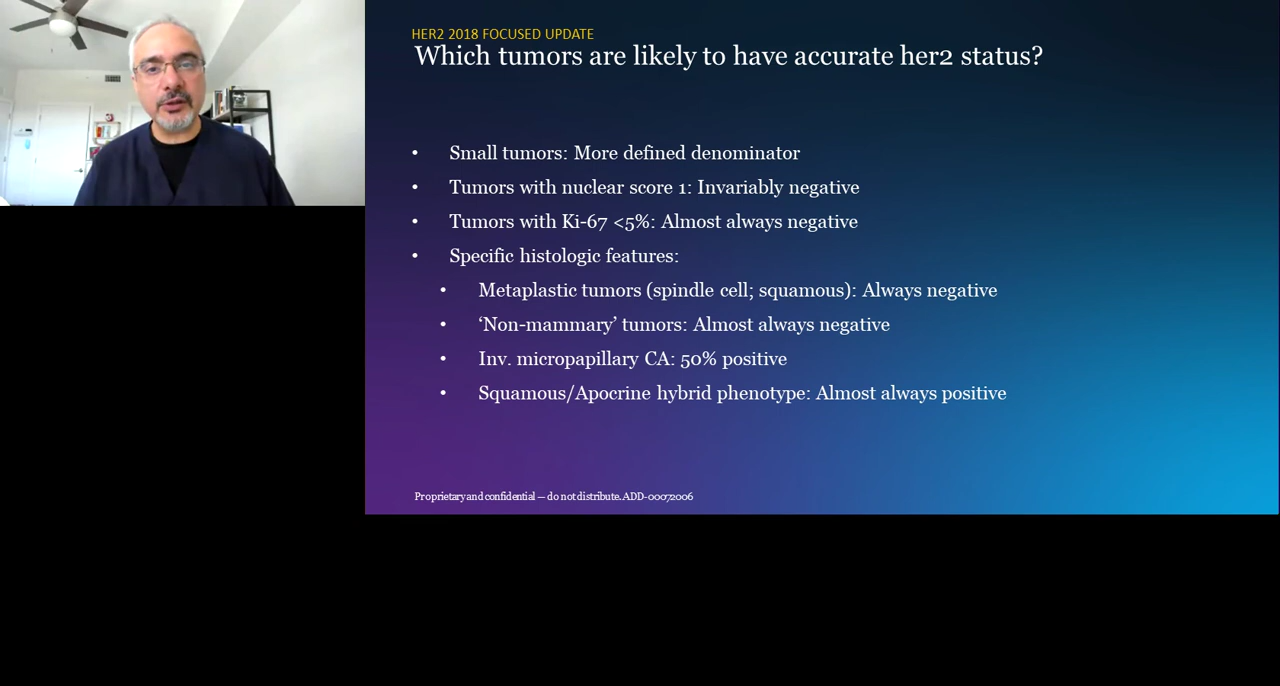 HER2 2018 FOCUSED UPDATE
Which tumors are likely to have accurate her2 status?
• Small tumors: More defined denominator
• Tumors with nuclear score 1: Invariably negative
• Tumors with Ki-67 <5%: Almost always negative
• Specific histologic features:
• Metaplastic tumors (spindle cell; squamous): Always negative
• ‘Non-mammary’ tumors: Almost always negative
• Inv. micropapillary CA: 50% positive
• Squamous/Apocrine hybrid phenotype: Almost always positive
Proprietary and confidential — do not distribute. ADD-00072006